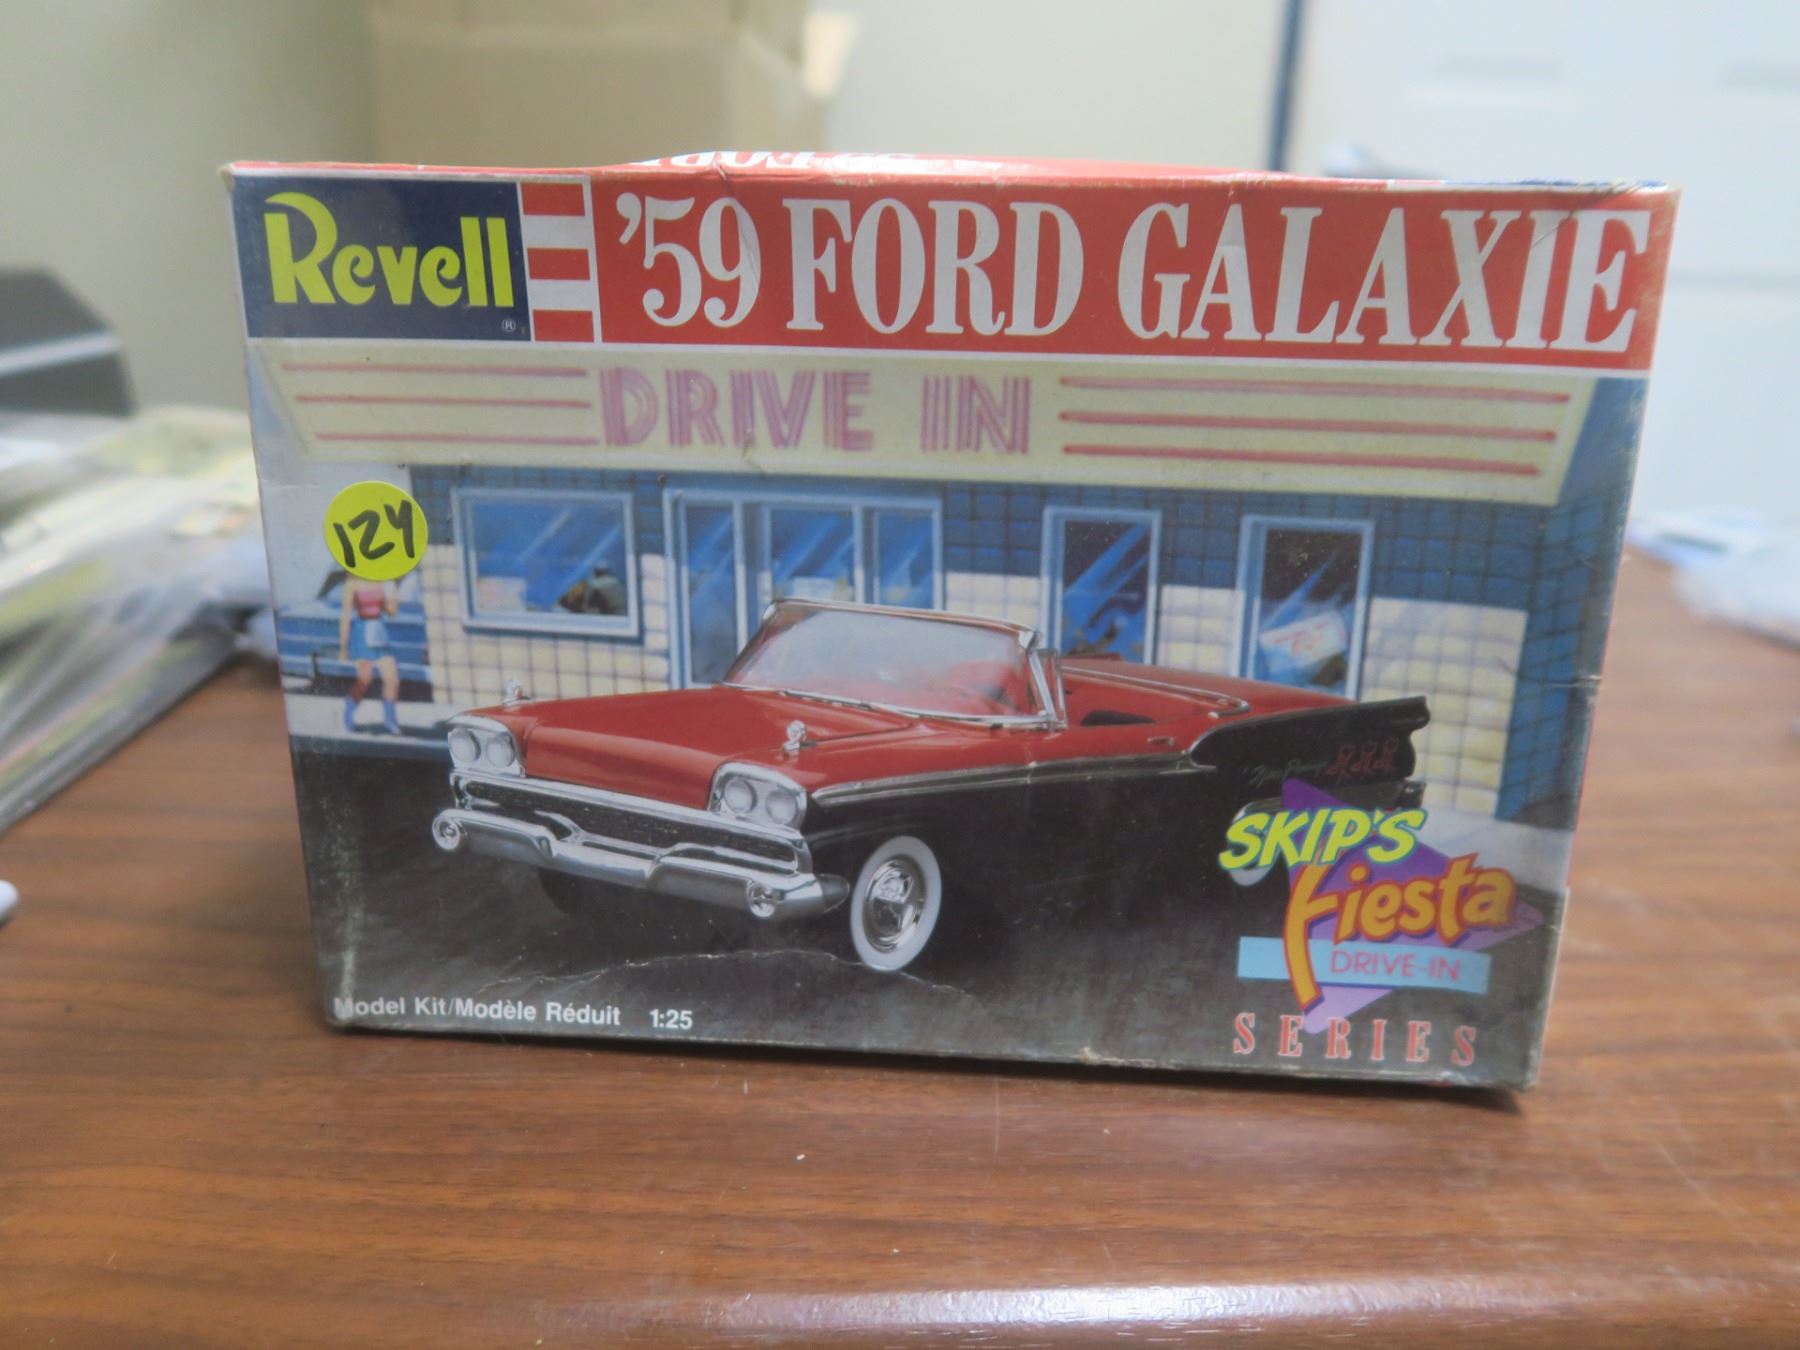 Revell®
'59 FORD GALAXIE
DRIVE IN
124
SKIP'S
Fiesta
DRIVE-IN
SERIES
Model Kit/Modèle Réduit 1:25